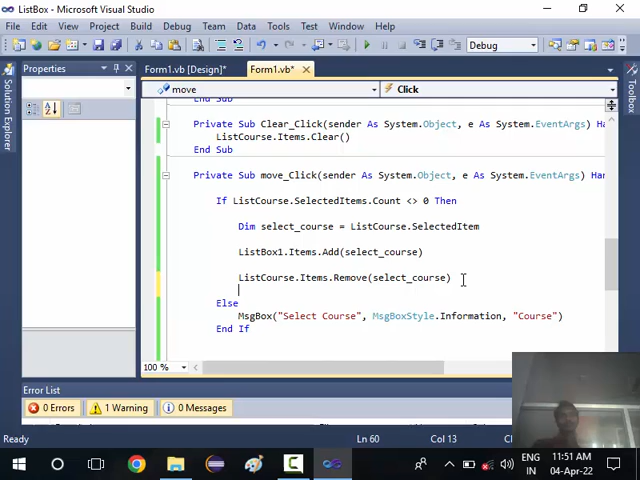 ListBox - Microsoft Visual Studio
File Edit View Project Build Debug Team Data Tools Test Window Help
Debug
Solution Explorer
Properties
Form1.vb [Design]* Form1.vb*
Toolbox
move Click
End Sub
Private Sub Clear_Click(sender As System.Object, e As System.EventArgs) Han
ListCourse.Items.Clear()
End Sub
Private Sub move_Click(sender As System.Object, e As System.EventArgs) Han
If ListCourse.SelectedItems.Count <> 0 Then
Dim select_course = ListCourse.SelectedItem
ListBox1.Items.Add(select_course)
ListCourse.Items.Remove(select_course)
Else
MsgBox("Select Course", MsgBoxStyle.Information, "Course")
End If
100 %
Error List
0 Errors 1 Warning 0 Messages
Ready Ln 60 Col 13
ENG
IN
11:51 AM
04-Apr-22